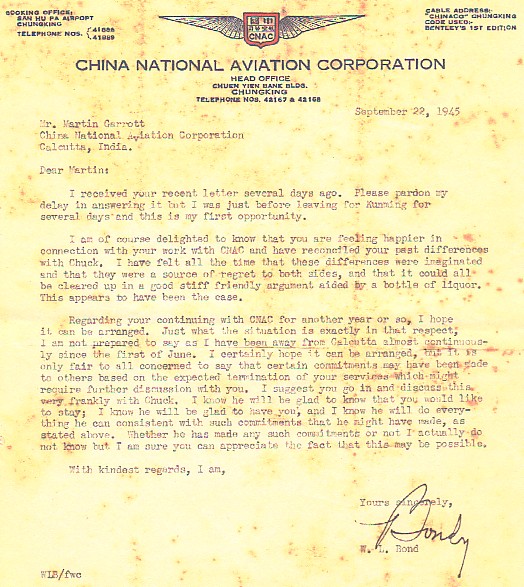 BOOKING OFFICE:
SAN HU PA AIRPORT
CHUNGKING
TELEPHONE NOS. 41808
41889
中國
CNAC
CABLE ADDRESS:
"CHINACO" CHUNGKING
CODE USED:-
BENTLEY'S 1ST EDITION
CHINA NATIONAL AVIATION CORPORATION
HEAD OFFICE
CHUEN YIEN BANK BLDG.
CHUNGKING
TELEPHONE NOS. 42167 & 42168
September 22, 1945
Mr. Martin Garrott
China National Aviation Corporation
Calcutta, India.
Dear Martin:
I received your recent letter several days ago. Please pardon my
delay in answering it but I was just before leaving for Kunming for
several days and this is my first opportunity.
I am of course delighted to know that you are feeling happier in
connection with your work with CNAC and have reconciled your past differences
with Chuck. I have felt all the time that these differences were imaginated
and that they were a source of regret to both sides, and that it could all
be cleared up in a good stiff friendly argument aided by a bottle of liquor.
This appears to have been the case.
Regarding your continuing with CNAC for another year or so, I hope
it can be arranged. Just what the situation is exactly in that respect,
I am not prepared to say as I have been away from Calcutta almost continuous-
ly since the first of June. I certainly hope it can be arranged, but it is
only fair to all concerned to say that certain commitments may have been made
to others based on the expected termination of your services which might
require further discussion with you. I suggest you go in and discuss this
very frankly with Chuck. I know he will be glad to know that you would like
to stay; I know he will be glad to have you, and I know he will do every-
thing he can consistent with such commitments that he might have made, as
stated above. Whether he has made any such commitments or not I actually do
not know but I am sure you can appreciate the fact that this may be possible.
With kindest regards, I am,
Yours sincerely,
Bondy
W. L. Bond
WLB/fwc